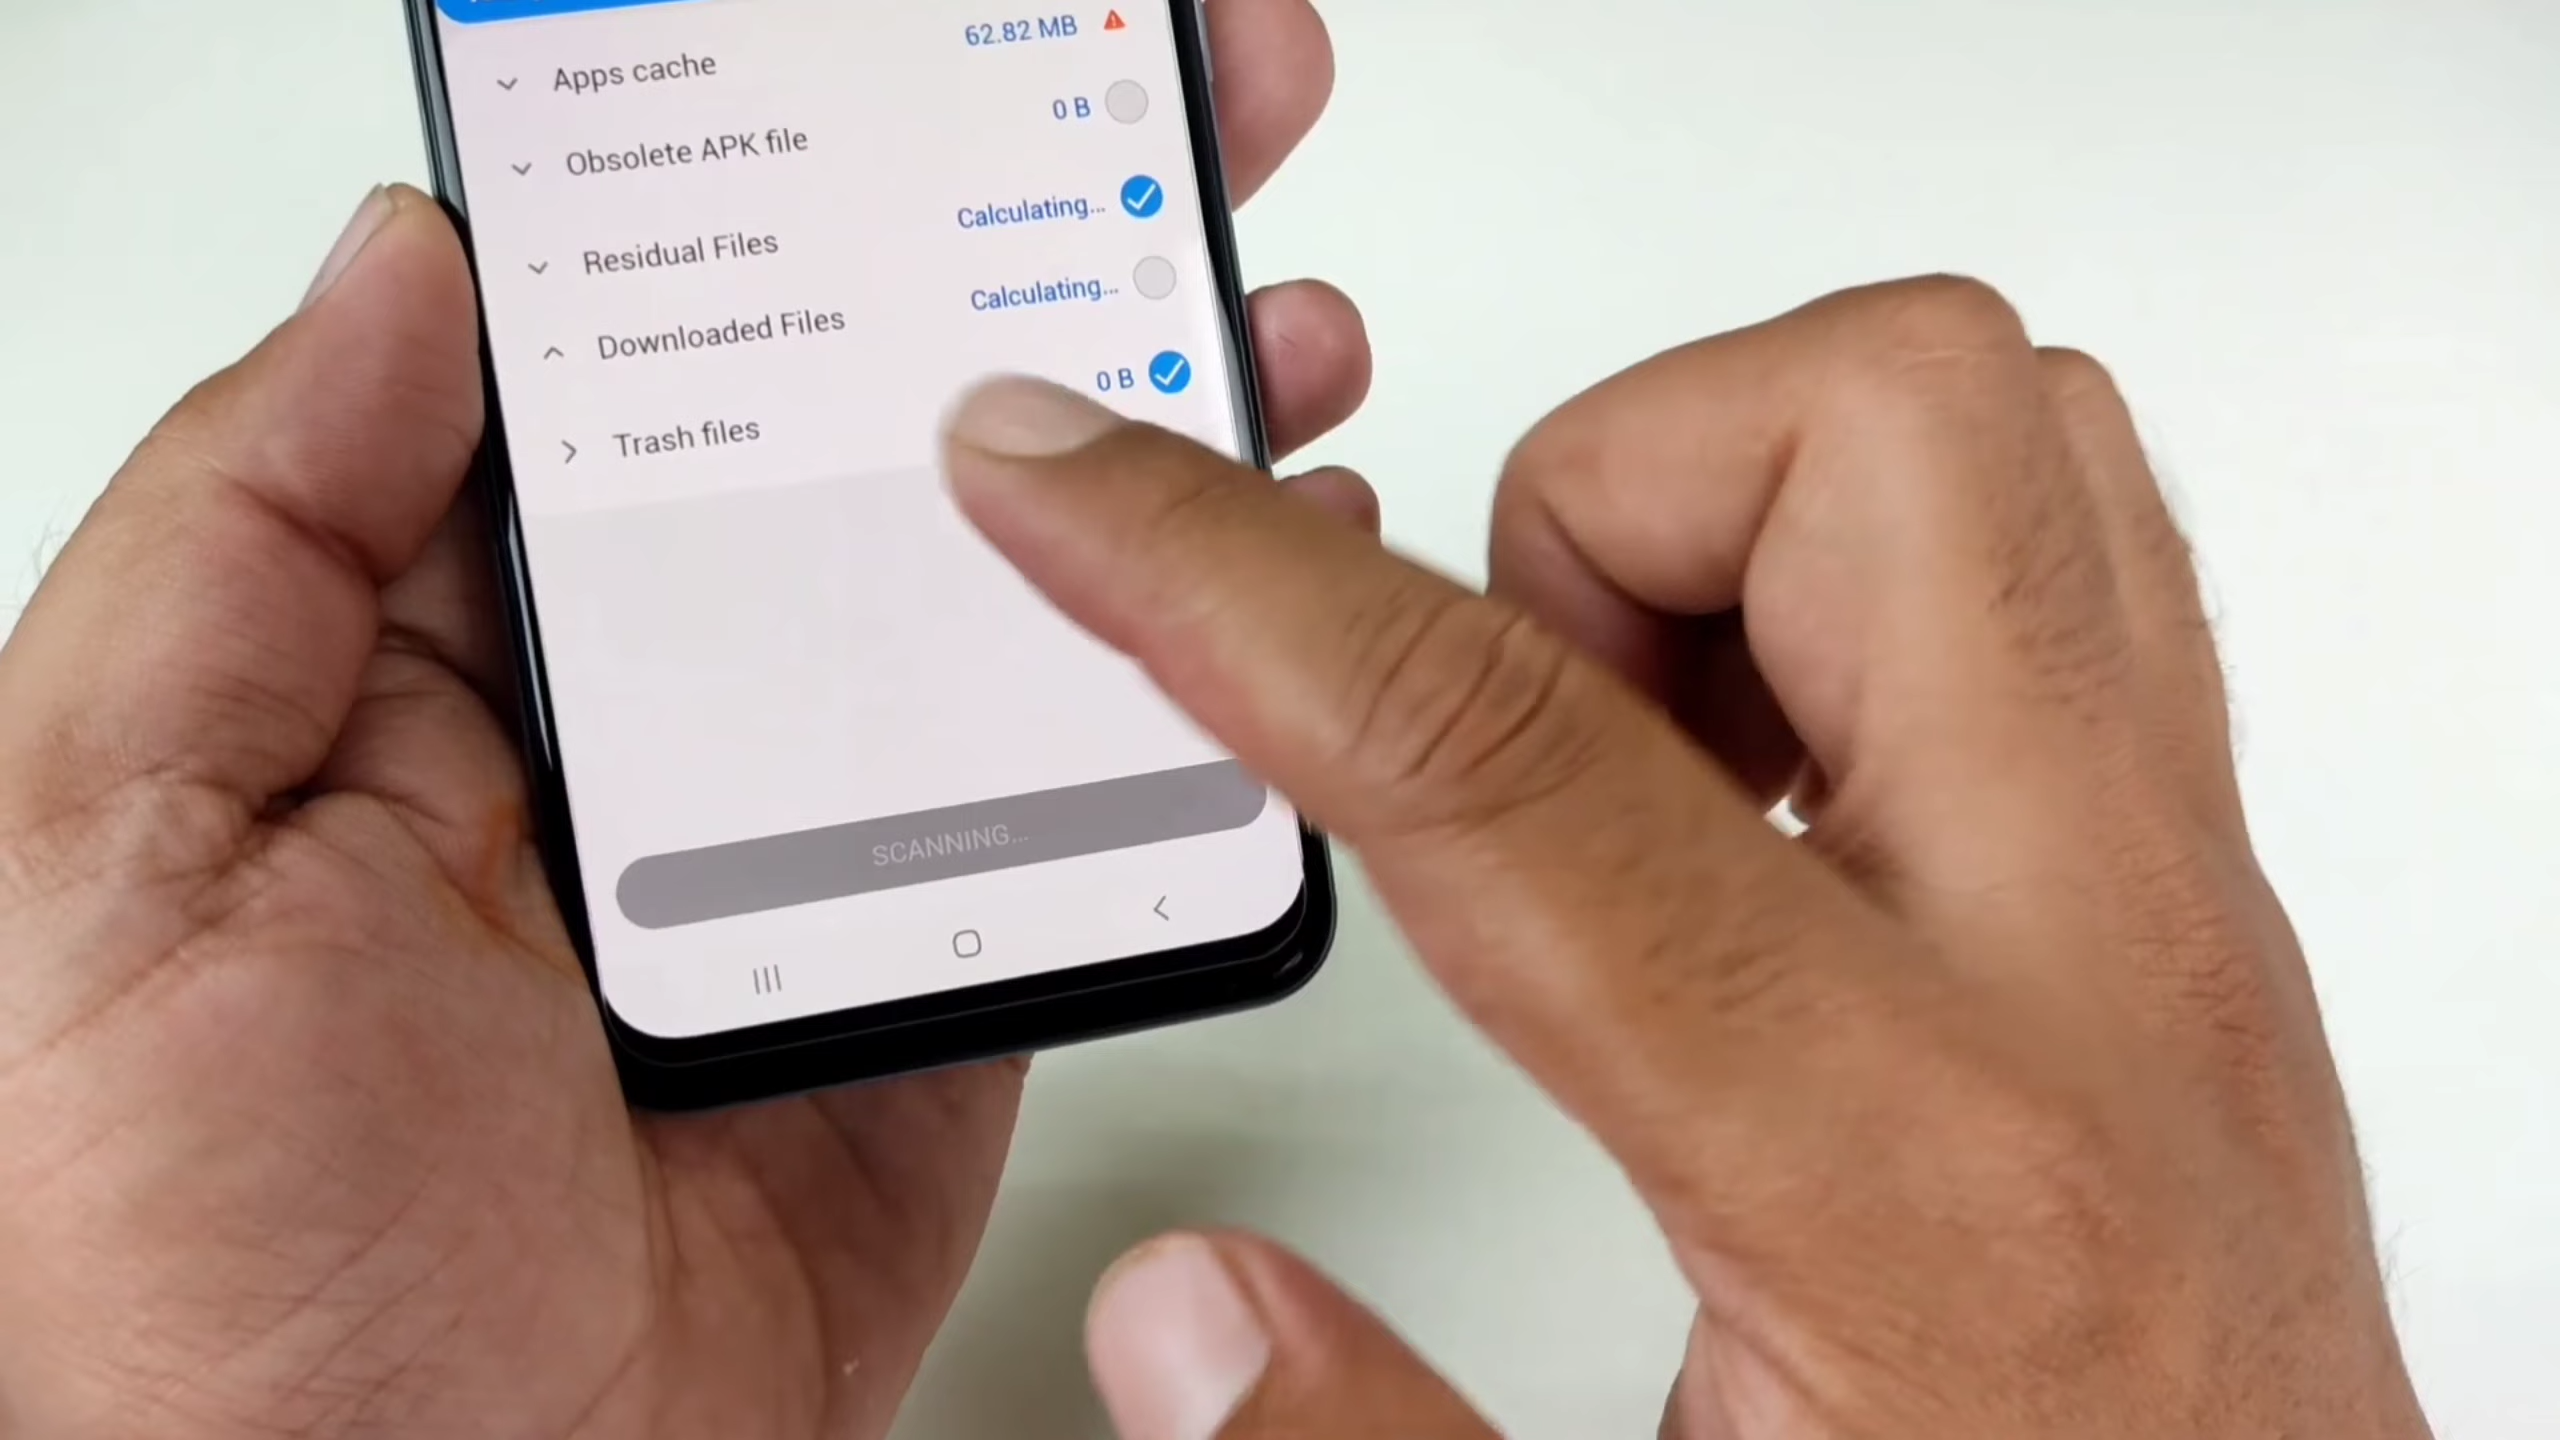 Apps cache 62.82 MB
Obsolete APK file 0 B
Residual Files Calculating...
Downloaded Files Calculating...
Trash files 0 B
SCANNING...